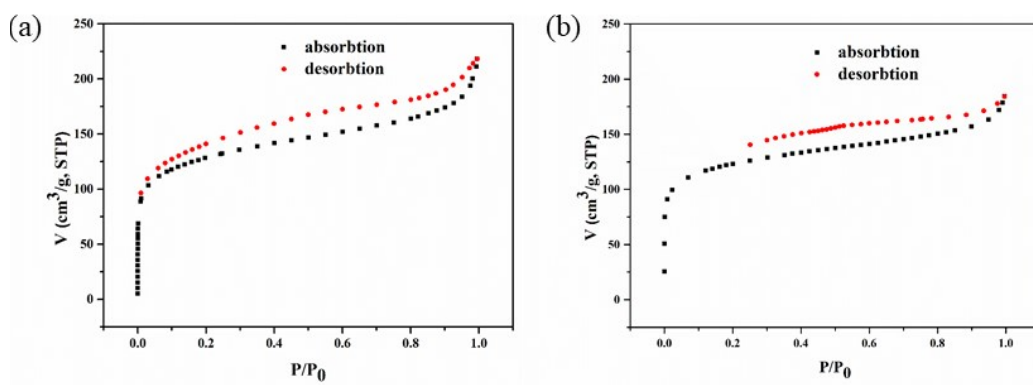 (a)
250
200
150
100
50
0
V (cm³/g, STP)
absorbtion
desorbtion
0.0 0.2 0.4 0.6 0.8 1.0
P/P₀
(b)
250
200
150
100
50
0
V (cm³/g, STP)
absorbtion
desorbtion
0.0 0.2 0.4 0.6 0.8 1.0
P/P₀